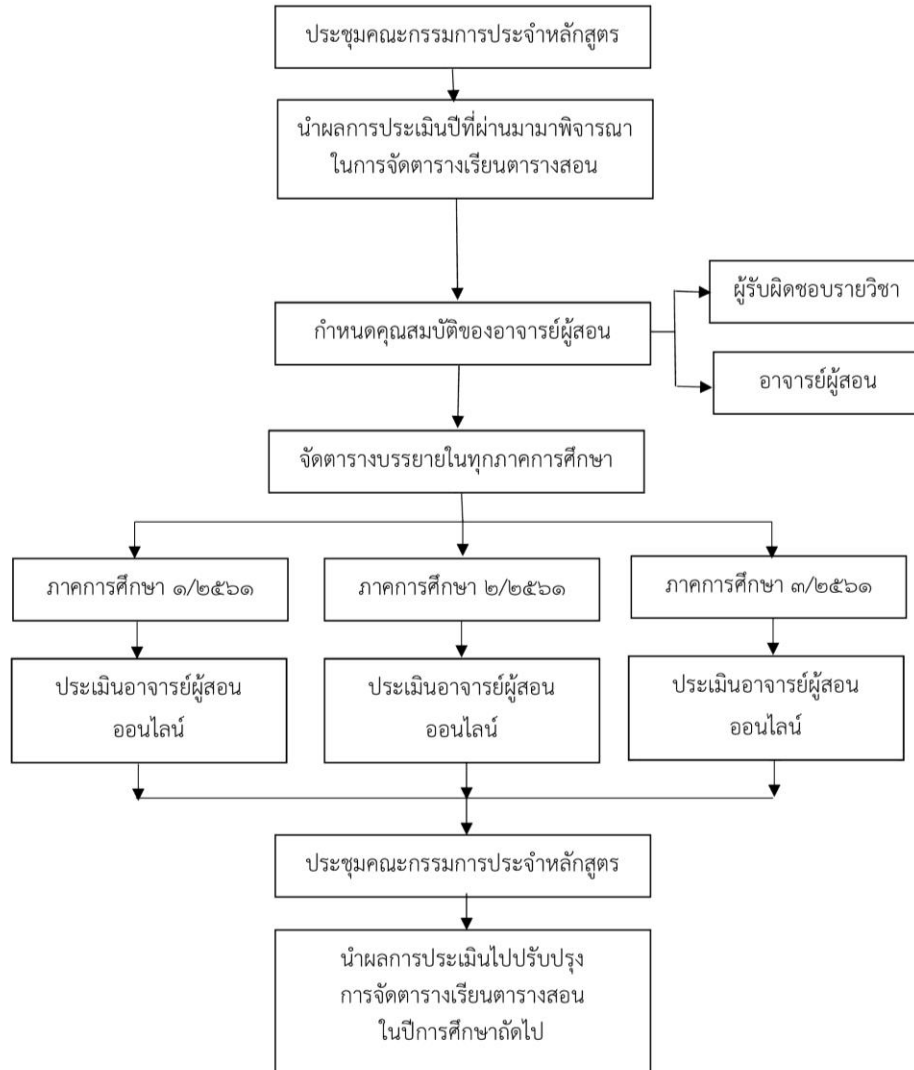 ประชุมคณะกรรมการประจำหลักสูตร
นำผลการประเมินปีที่ผ่านมามาพิจารณา
ในการจัดตารางเรียนตารางสอน
ผู้รับผิดชอบรายวิชา
กำหนดคุณสมบัติของอาจารย์ผู้สอน
อาจารย์ผู้สอน
จัดตารางบรรยายในทุกภาคการศึกษา
ภาคการศึกษา ๑/๒๕๖๑
ภาคการศึกษา ๒/๒๕๖๑
ภาคการศึกษา ๓/๒๕๖๑
ประเมินอาจารย์ผู้สอน
ออนไลน์
ประเมินอาจารย์ผู้สอน
ออนไลน์
ประเมินอาจารย์ผู้สอน
ออนไลน์
ประชุมคณะกรรมการประจำหลักสูตร
นำผลการประเมินไปปรับปรุง
การจัดตารางเรียนตารางสอน
ในปีการศึกษาถัดไป